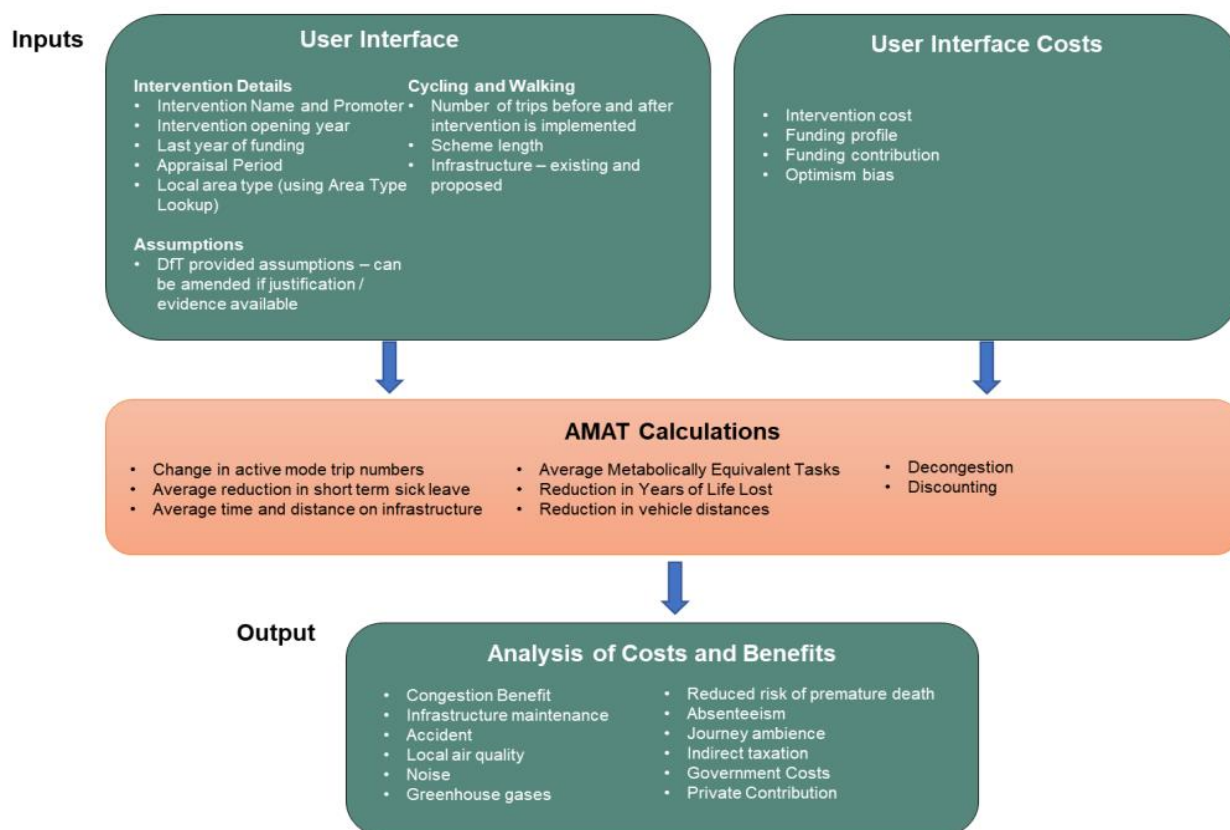 Inputs
User Interface
Intervention Details
• Intervention Name and Promoter
• Intervention opening year
• Last year of funding
• Appraisal Period
• Local area type (using Area Type
Lookup)
Assumptions
• DfT provided assumptions – can
be amended if justification /
evidence available
Cycling and Walking
• Number of trips before and after
intervention is implemented
• Scheme length
• Infrastructure – existing and
proposed
User Interface Costs
• Intervention cost
• Funding profile
• Funding contribution
• Optimism bias
AMAT Calculations
• Change in active mode trip numbers
• Average reduction in short term sick leave
• Average time and distance on infrastructure
• Average Metabolically Equivalent Tasks
• Reduction in Years of Life Lost
• Reduction in vehicle distances
• Decongestion
• Discounting
Output
Analysis of Costs and Benefits
• Congestion Benefit
• Infrastructure maintenance
• Accident
• Local air quality
• Noise
• Greenhouse gases
• Reduced risk of premature death
• Absenteeism
• Journey ambience
• Indirect taxation
• Government Costs
• Private Contribution